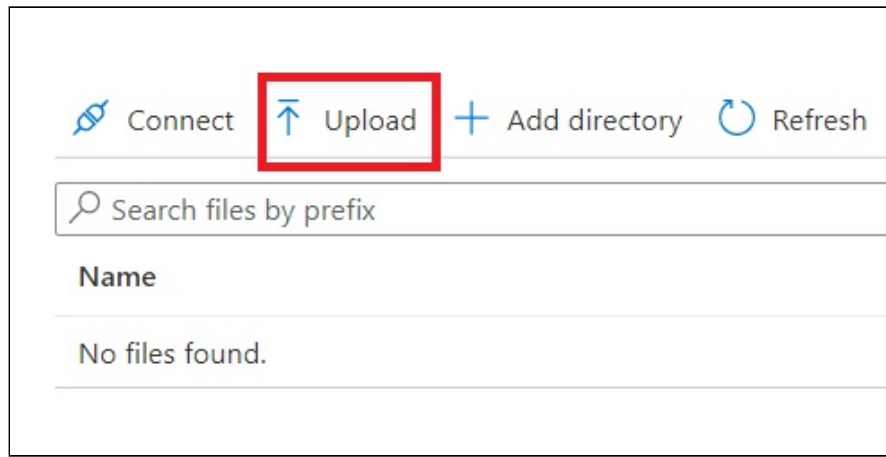 Connect Upload Add directory Refresh
Search files by prefix
Name
No files found.